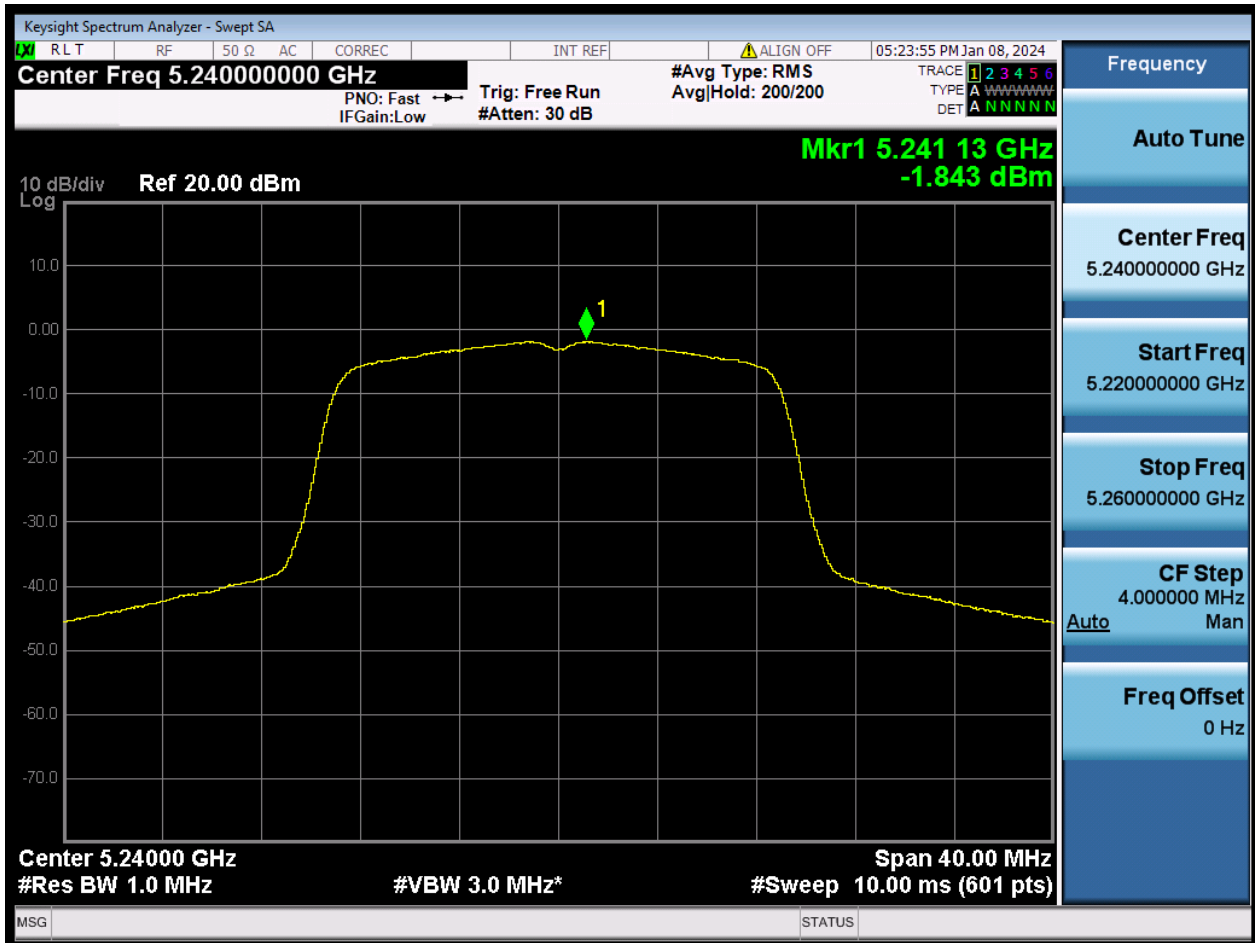 Keysight Spectrum Analyzer - Swept SA
LXI RLT RF 50 Ω AC CORREC INT REF ALIGN OFF 05:23:55 PM Jan 08, 2024
Center Freq 5.240000000 GHz
PNO: Fast
IFGain:Low
Trig: Free Run
#Atten: 30 dB
#Avg Type: RMS
Avg|Hold: 200/200
TRACE 1 2 3 4 5 6
TYPE A WWWWW
DET A N N N N N
Mkr1 5.241 13 GHz
-1.843 dBm
10 dB/div Ref 20.00 dBm
Log
1
10.0
0.00
-10.0
-20.0
-30.0
-40.0
-50.0
-60.0
-70.0
Center 5.24000 GHz Span 40.00 MHz
#Res BW 1.0 MHz #VBW 3.0 MHz* #Sweep 10.00 ms (601 pts)
MSG STATUS
Frequency
Auto Tune
Center Freq
5.240000000 GHz
Start Freq
5.220000000 GHz
Stop Freq
5.260000000 GHz
CF Step
4.000000 MHz
Auto Man
Freq Offset
0 Hz